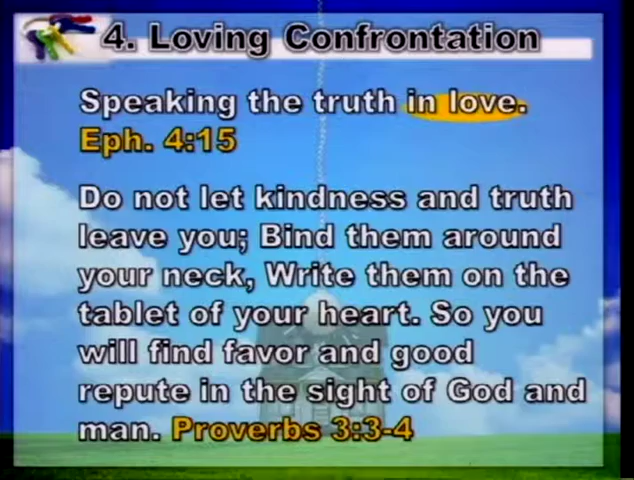 4. Loving Confrontation
Speaking the truth in love.
Eph. 4:15
Do not let kindness and truth
leave you; Bind them around
your neck, Write them on the
tablet of your heart. So you
will find favor and good
repute in the sight of God and
man. Proverbs 3:3-4